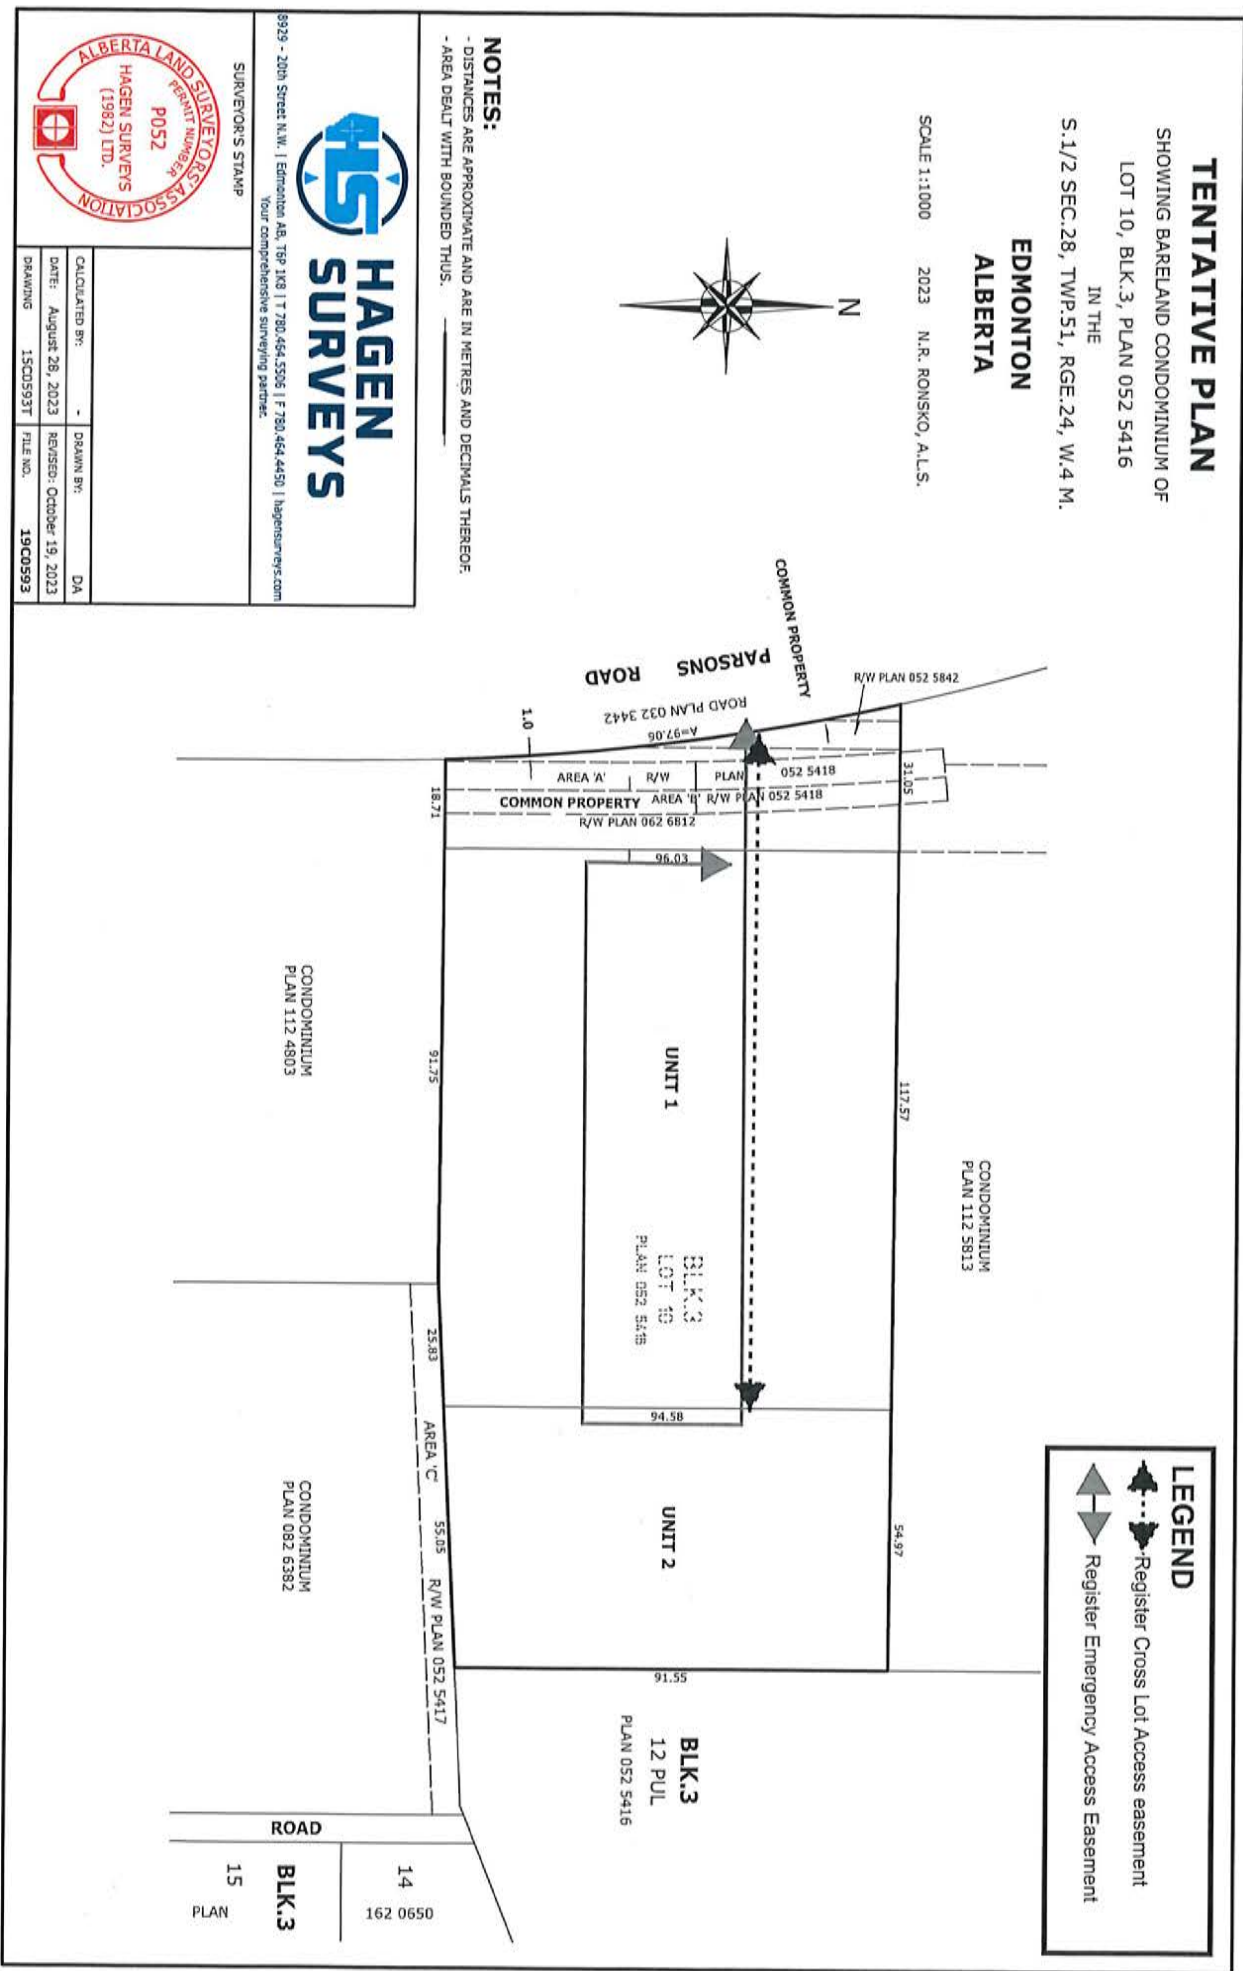 TENTATIVE PLAN
SHOWING BARELAND CONDOMINIUM OF
LOT 10, BLK.3, PLAN 052 5416
IN THE
S.1/2 SEC.28, TWP.51, RGE.24, W.4 M.
EDMONTON
ALBERTA
SCALE 1:1000 2023 N.R. RONSKO, A.L.S.
N
NOTES:
- DISTANCES ARE APPROXIMATE AND ARE IN METRES AND DECIMALS THEREOF.
- AREA DEALT WITH BOUNDED THUS.
HS
HAGEN
SURVEYS
8929 - 20th Street N.W. | Edmonton AB, T6P 1K8 | T 780.464.5506 | F 780.464.4450 | hagensurveys.com
Your comprehensive surveying partner.
SURVEYOR'S STAMP
ALBERTA LAND SURVEYORS' ASSOCIATION
PERMIT NUMBER
P052
HAGEN SURVEYS
(1982) LTD.
CALCULATED BY: -
DRAWN BY: DA
DATE: August 28, 2023
REVISED: October 19, 2023
DRAWING 15C0593T
FILE NO. 19C0593
LEGEND
Register Cross Lot Access easement
Register Emergency Access Easement
COMMON PROPERTY
PARSONS ROAD
ROAD PLAN 032 3442
A=97.06
1.0
R/W PLAN 052 5842
31.05
AREA 'A' R/W PLAN 052 5418
COMMON PROPERTY AREA 'B' R/W PLAN 052 5418
R/W PLAN 062 6812
18.71
96.03
UNIT 1
117.57
91.75
BLK.3
LOT 10
CONDOMINIUM
PLAN 112 5813
CONDOMINIUM
PLAN 112 4803
94.58
UNIT 2
54.97
25.83
AREA 'C' 55.05 R/W PLAN 052 5417
91.55
CONDOMINIUM
PLAN 082 6382
BLK.3
12 PUL
PLAN 052 5416
ROAD
14
162 0650
BLK.3
15
PLAN